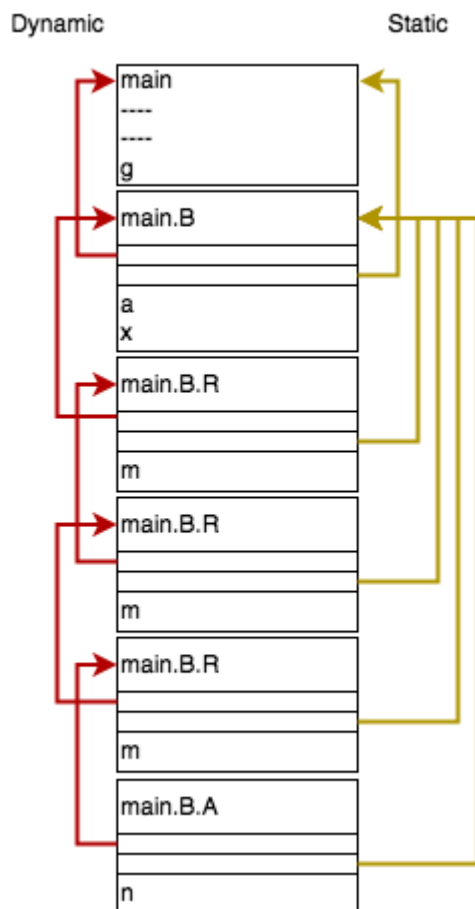 Dynamic Static
main
----
----
g
main.B
a
x
main.B.R
m
main.B.R
m
main.B.R
m
main.B.A
n